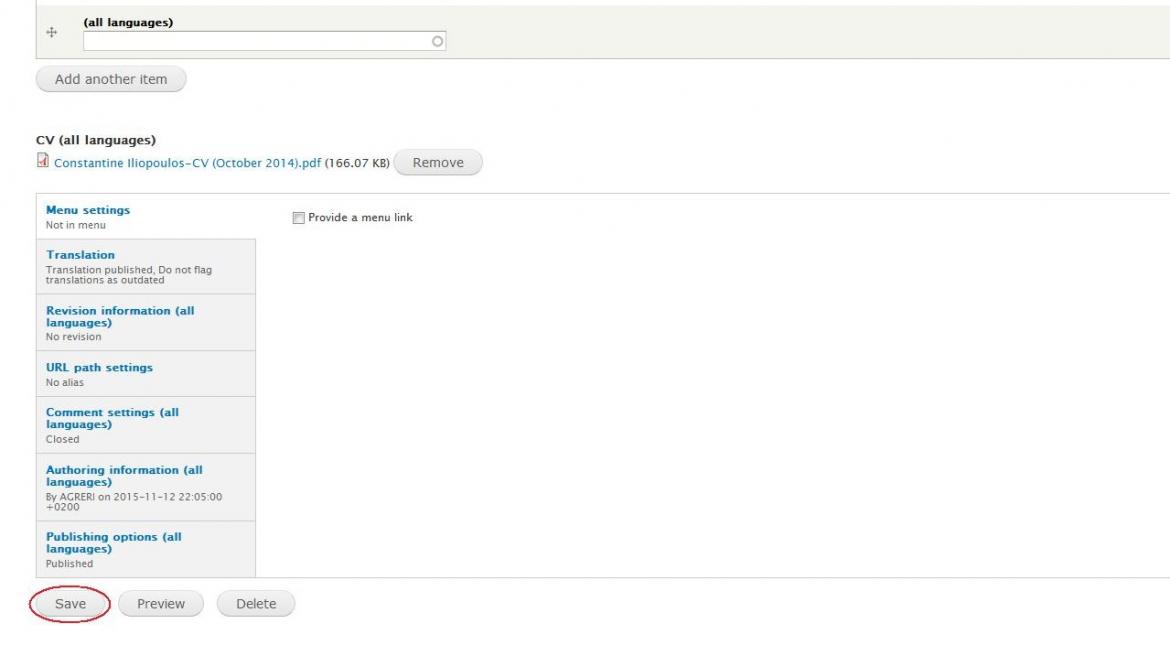 (all languages)
Add another item
CV (all languages)
Constantine Iliopoulos-CV (October 2014).pdf (166.07 KB) Remove
Menu settings
Not in menu
Provide a menu link
Translation
Translation published, Do not flag
translations as outdated
Revision information (all
languages)
No revision
URL path settings
No alias
Comment settings (all
languages)
Closed
Authoring information (all
languages)
By AGRERI on 2015-11-12 22:05:00
+0200
Publishing options (all
languages)
Published
Save Preview Delete